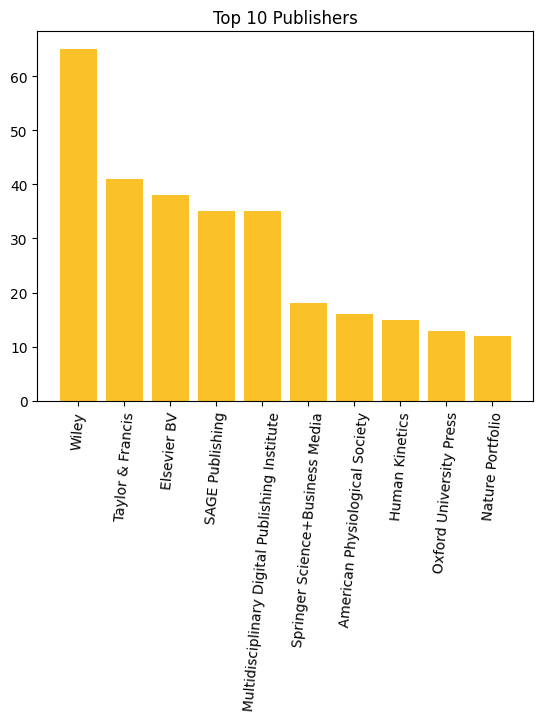 Top 10 Publishers
60
50
40
30
20
10
0
Wiley
Taylor & Francis
Elsevier BV
SAGE Publishing
Multidisciplinary Digital Publishing Institute
Springer Science+Business Media
American Physiological Society
Human Kinetics
Oxford University Press
Nature Portfolio